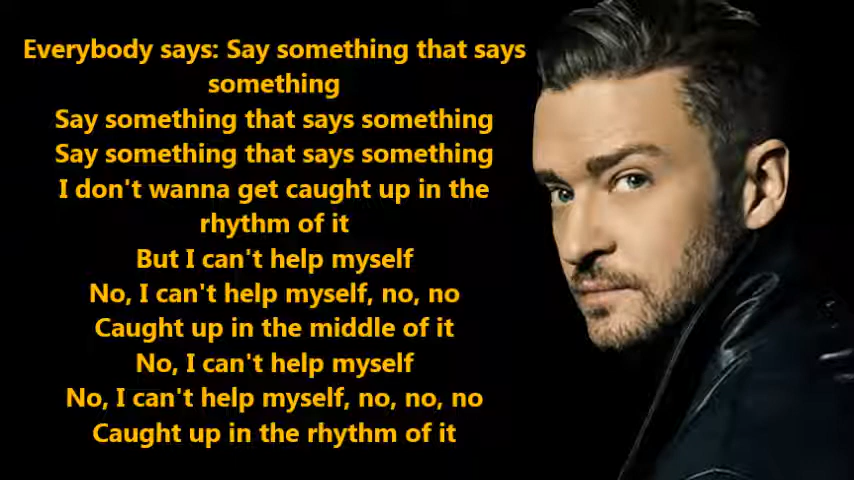 Everybody says: Say something that says
something
Say something that says something
Say something that says something
I don't wanna get caught up in the
rhythm of it
But I can't help myself
No, I can't help myself, no, no
Caught up in the middle of it
No, I can't help myself
No, I can't help myself, no, no, no
Caught up in the rhythm of it